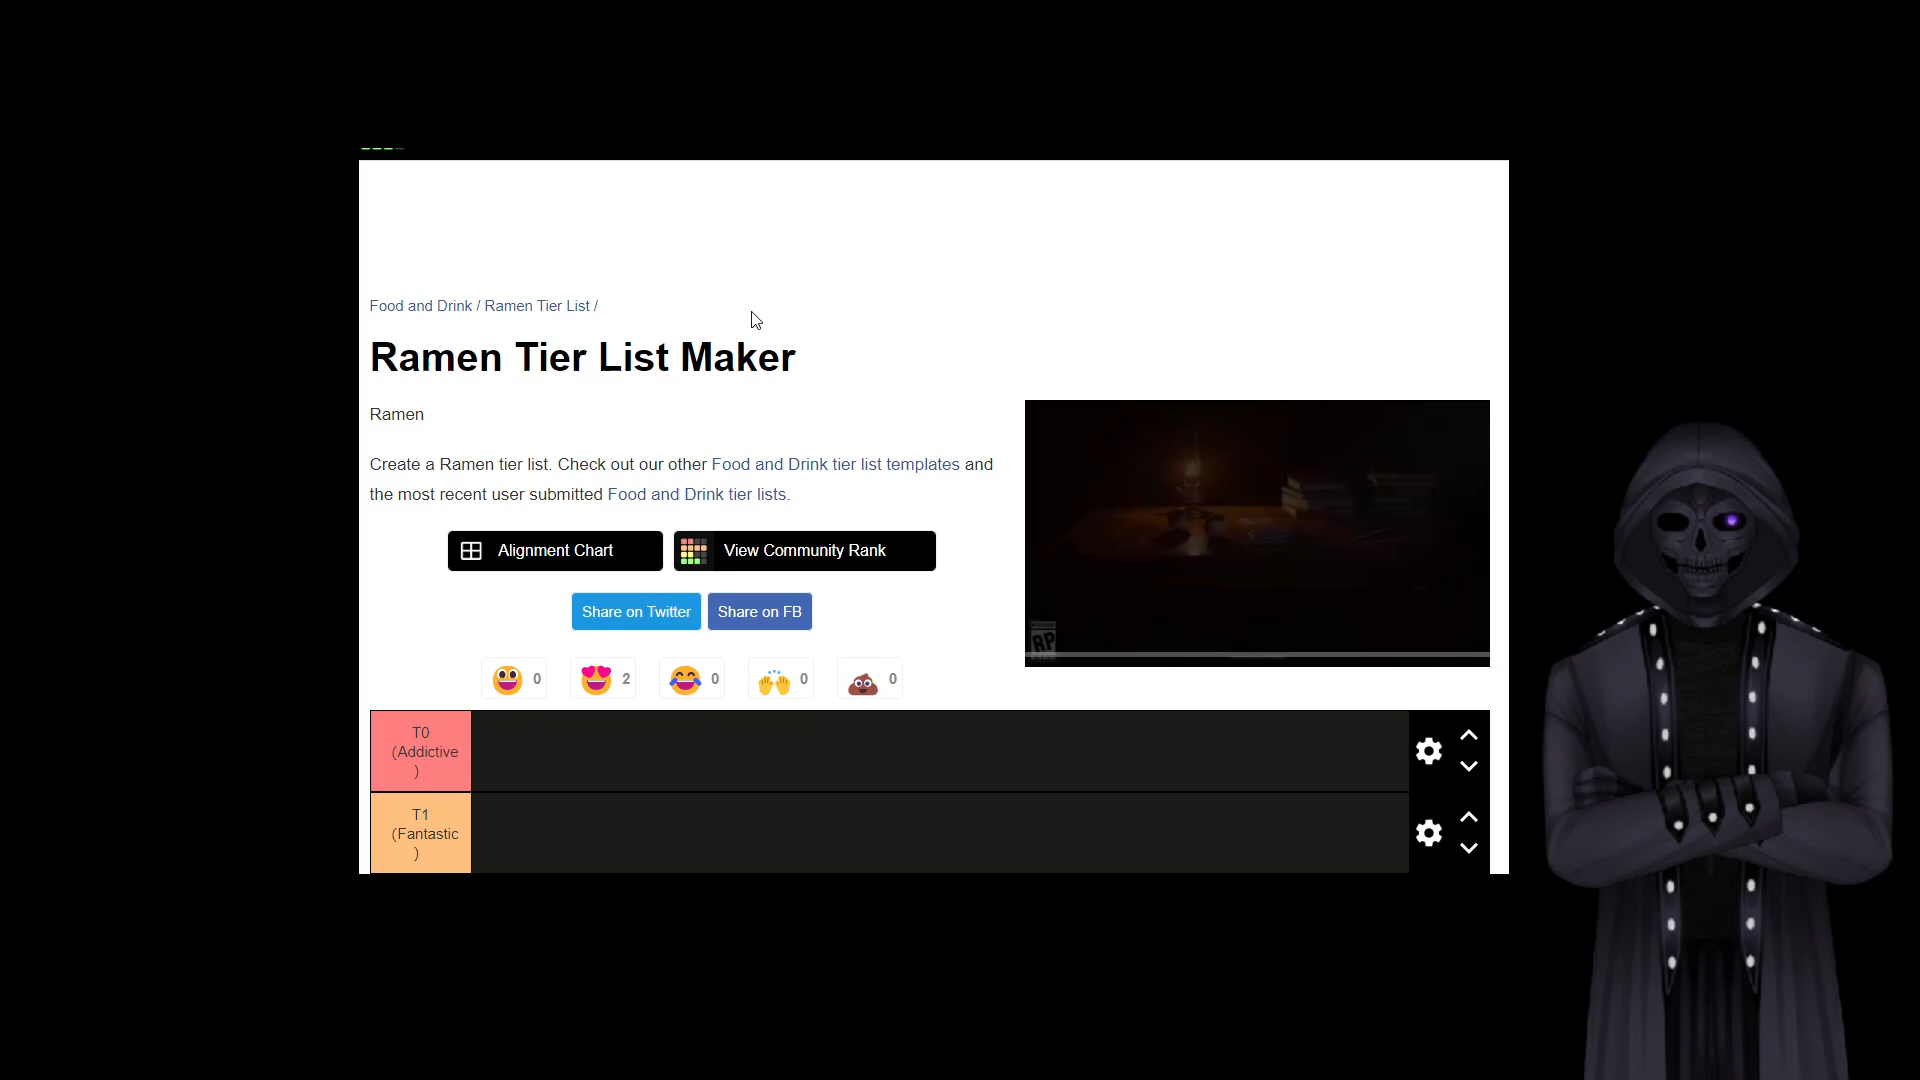 Food and Drink / Ramen Tier List /
Ramen Tier List Maker
Ramen
Create a Ramen tier list. Check out our other Food and Drink tier list templates and
the most recent user submitted Food and Drink tier lists.
Alignment Chart
View Community Rank
Share on Twitter
Share on FB
0
2
0
0
0
RP
T0
(Addictive
)
T1
(Fantastic
)